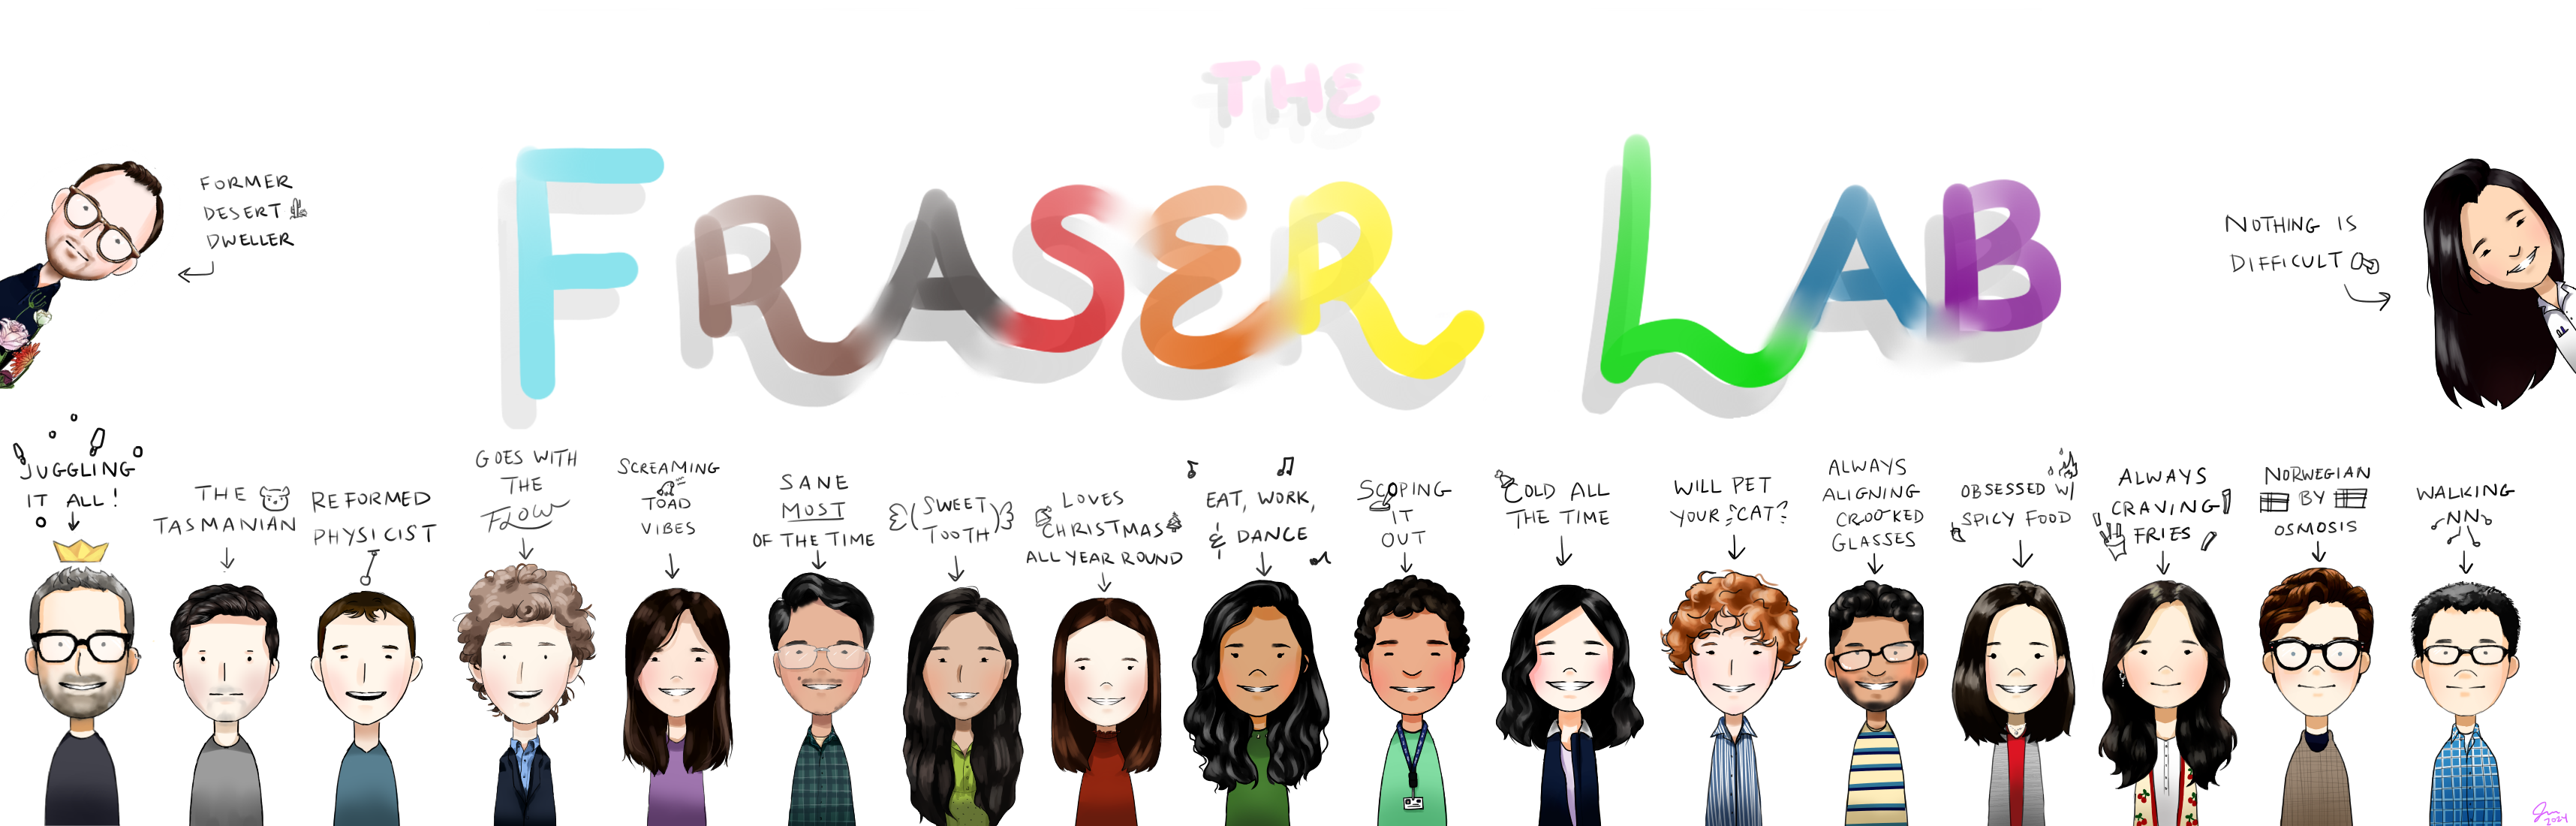 THE
FRASER LAB
FORMER
DESERT
DWELLER
NOTHING IS
DIFFICULT
JUGGLING
IT ALL!
THE
TASMANIAN
REFORMED
PHYSICIST
GOES WITH
THE
FLOW
SCREAMING
TOAD
VIBES
SANE
MOST
OF THE TIME
(SWEET
TOOTH)
LOVES
CHRISTMAS
ALL YEAR ROUND
EAT, WORK,
& DANCE
SCOPING
IT
OUT
COLD ALL
THE TIME
WILL PET
YOUR CAT
ALWAYS
ALIGNING
CROOKED
GLASSES
OBSESSED W/
SPICY FOOD
ALWAYS
CRAVING
FRIES
NORWEGIAN
BY
OSMOSIS
WALKING
NN
2024